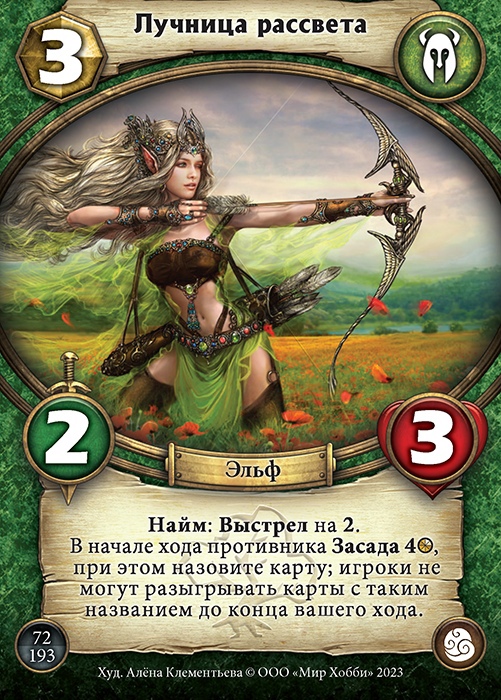 Лучница рассвета
3
2
3
Эльф
Найм: Выстрел на 2.
В начале хода противника Засада 4,
при этом назовите карту; игроки не
могут разыгрывать карты с таким
названием до конца вашего хода.
72
193
Худ. Алёна Клементьева © ООО «Мир Хобби» 2023